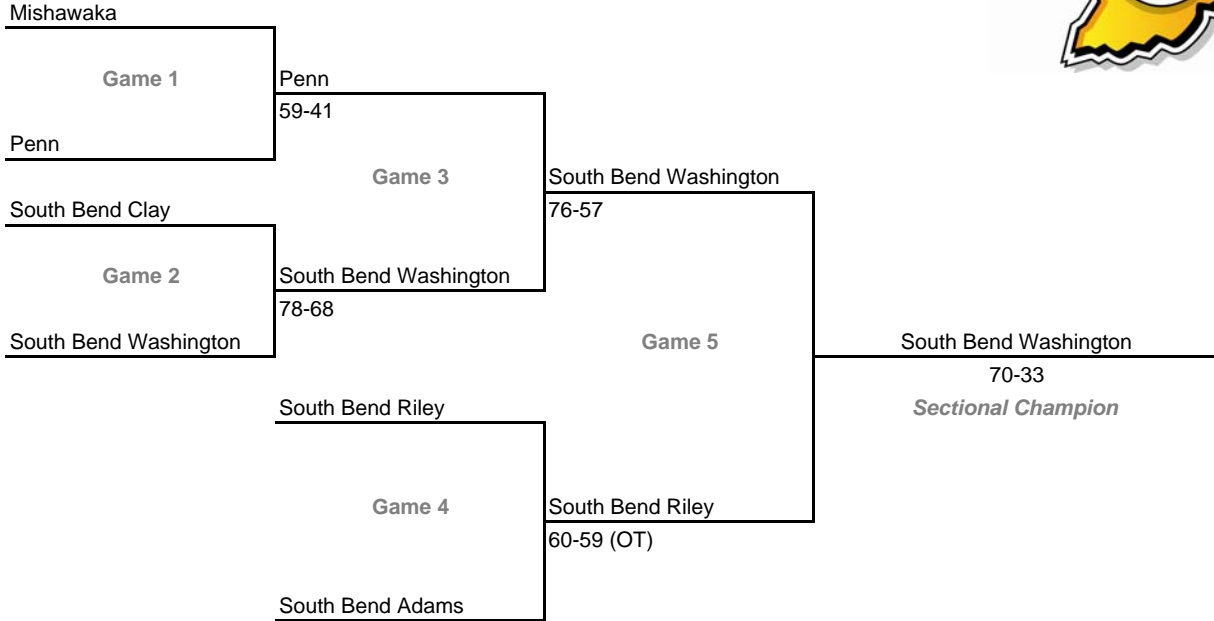 Mishawaka
Game 1
Penn
59-41
Penn
Game 3
South Bend Washington
South Bend Clay
76-57
Game 2
South Bend Washington
78-68
South Bend Washington
Game 5
South Bend Washington
70-33
South Bend Riley
Sectional Champion
Game 4
South Bend Riley
60-59 (OT)
South Bend Adams